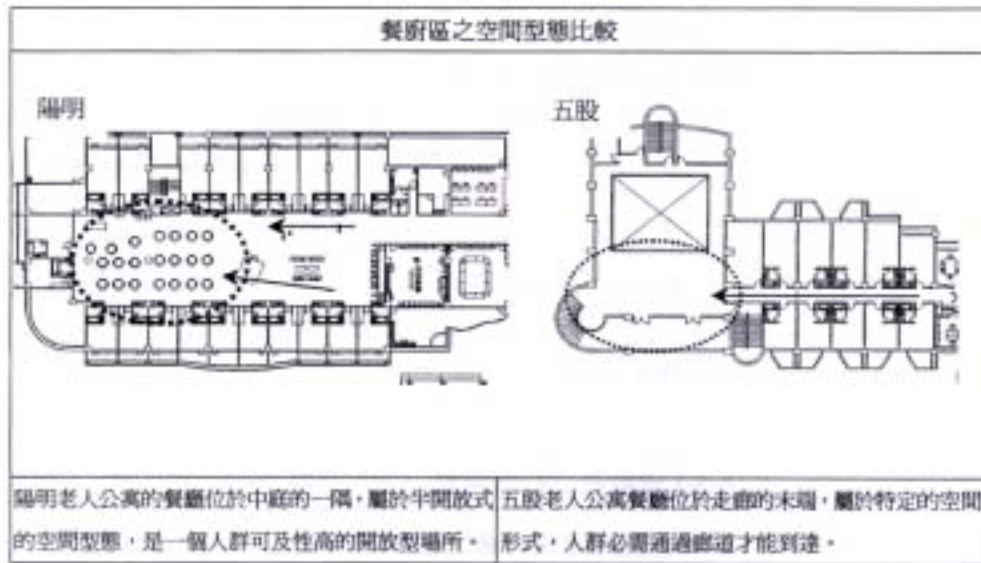 餐廚區之空間型態比較
陽明
五股
陽明老人公寓的餐廳位於中庭的一隅，屬於半開放式
的空間型態，是一個人群可及性高的開放型場所。
五股老人公寓餐廳位於走廊的末端，屬於特定的空間
形式，人群必需通過廊道才能到達。